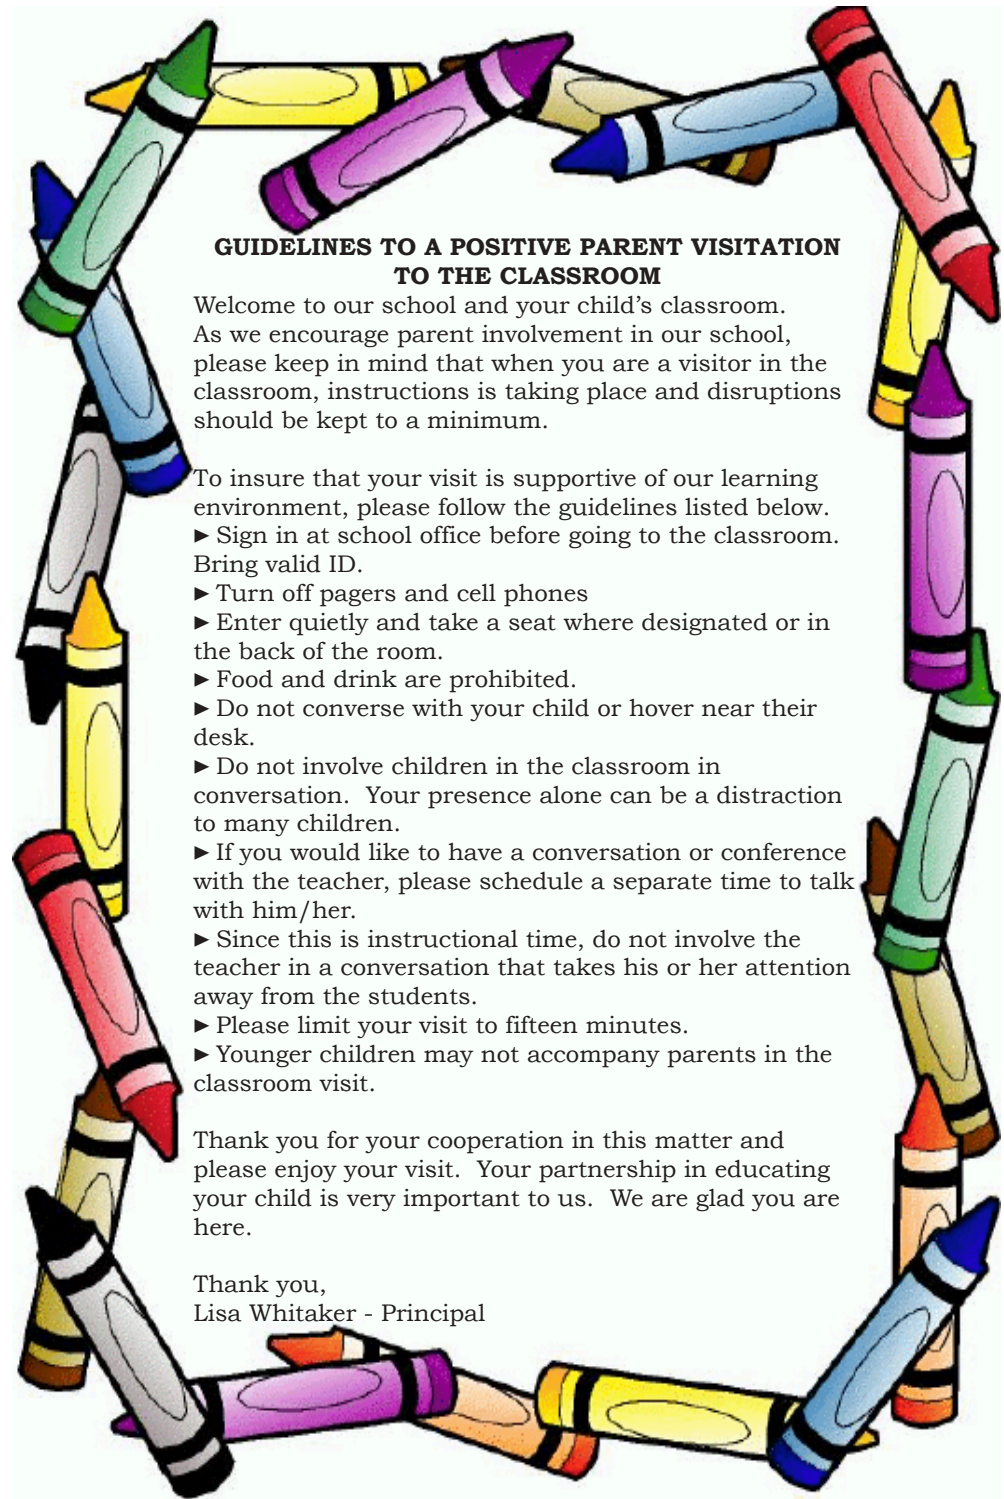 GUIDELINES TO A POSITIVE PARENT VISITATION
TO THE CLASSROOM
Welcome to our school and your child’s classroom.
As we encourage parent involvement in our school,
please keep in mind that when you are a visitor in the
classroom, instructions is taking place and disruptions
should be kept to a minimum.
To insure that your visit is supportive of our learning
environment, please follow the guidelines listed below.
► Sign in at school office before going to the classroom.
Bring valid ID.
► Turn off pagers and cell phones
► Enter quietly and take a seat where designated or in
the back of the room.
► Food and drink are prohibited.
► Do not converse with your child or hover near their
desk.
► Do not involve children in the classroom in
conversation.  Your presence alone can be a distraction
to many children.
► If you would like to have a conversation or conference
with the teacher, please schedule a separate time to talk
with him/her.
► Since this is instructional time, do not involve the
teacher in a conversation that takes his or her attention
away from the students.
► Please limit your visit to fifteen minutes.
► Younger children may not accompany parents in the
classroom visit.
Thank you for your cooperation in this matter and
please enjoy your visit.  Your partnership in educating
your child is very important to us.  We are glad you are
here.
Thank you,
Lisa Whitaker - Principal